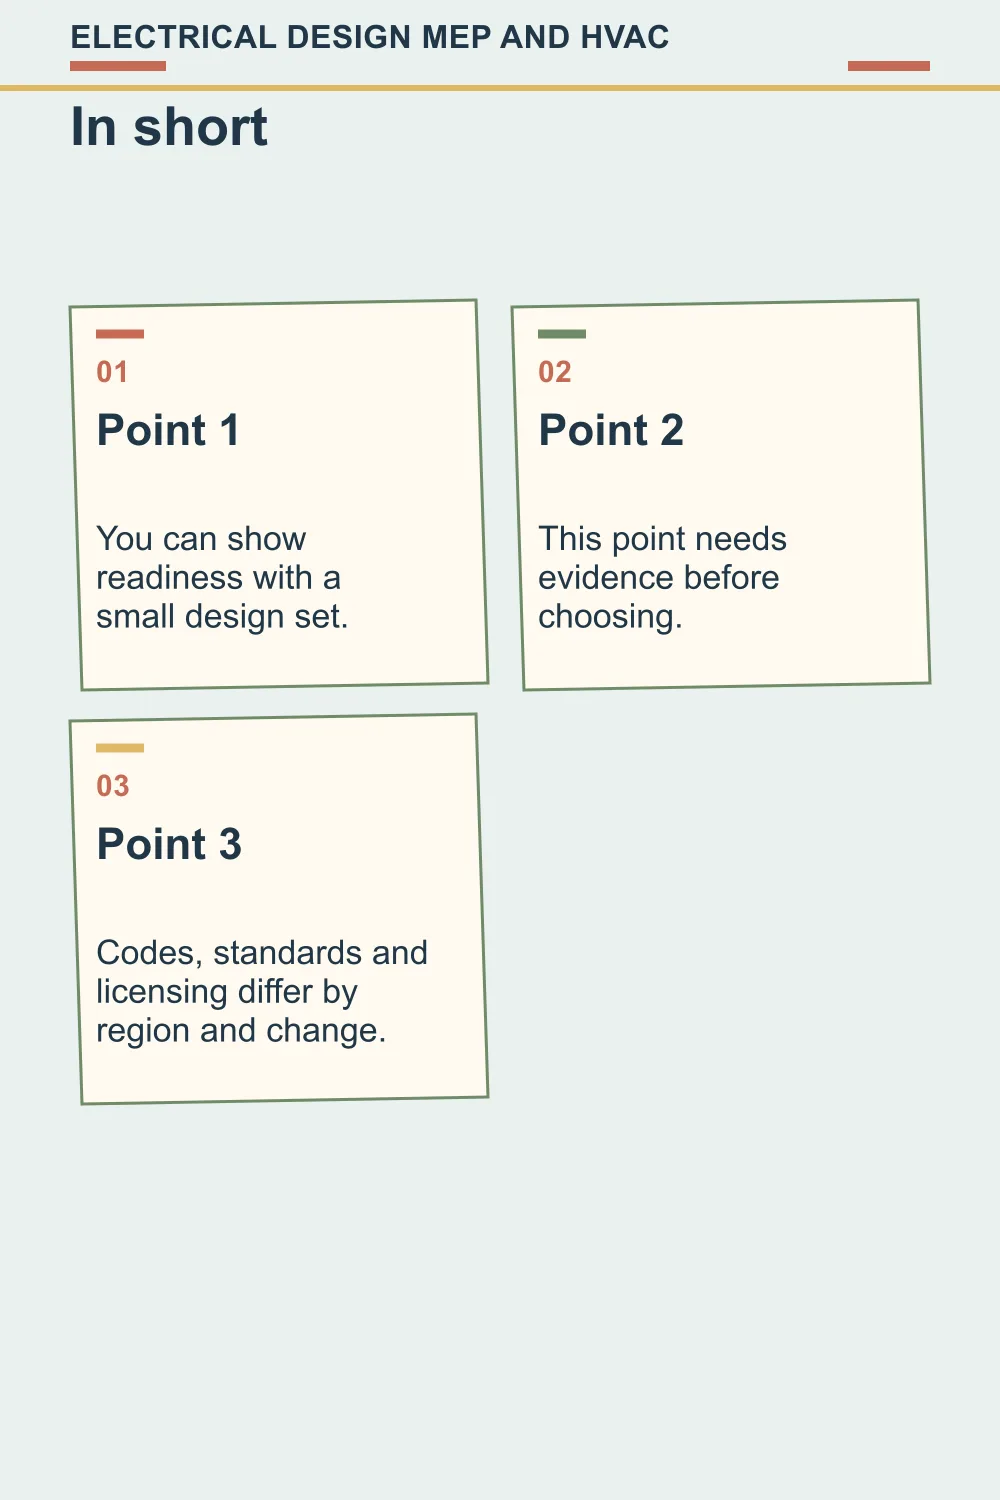 ELECTRICAL DESIGN MEP AND HVAC
In short
01
Point 1
You can show
readiness with a
small design set.
02
Point 2
This point needs
evidence before
choosing.
03
Point 3
Codes, standards and
licensing differ by
region and change.